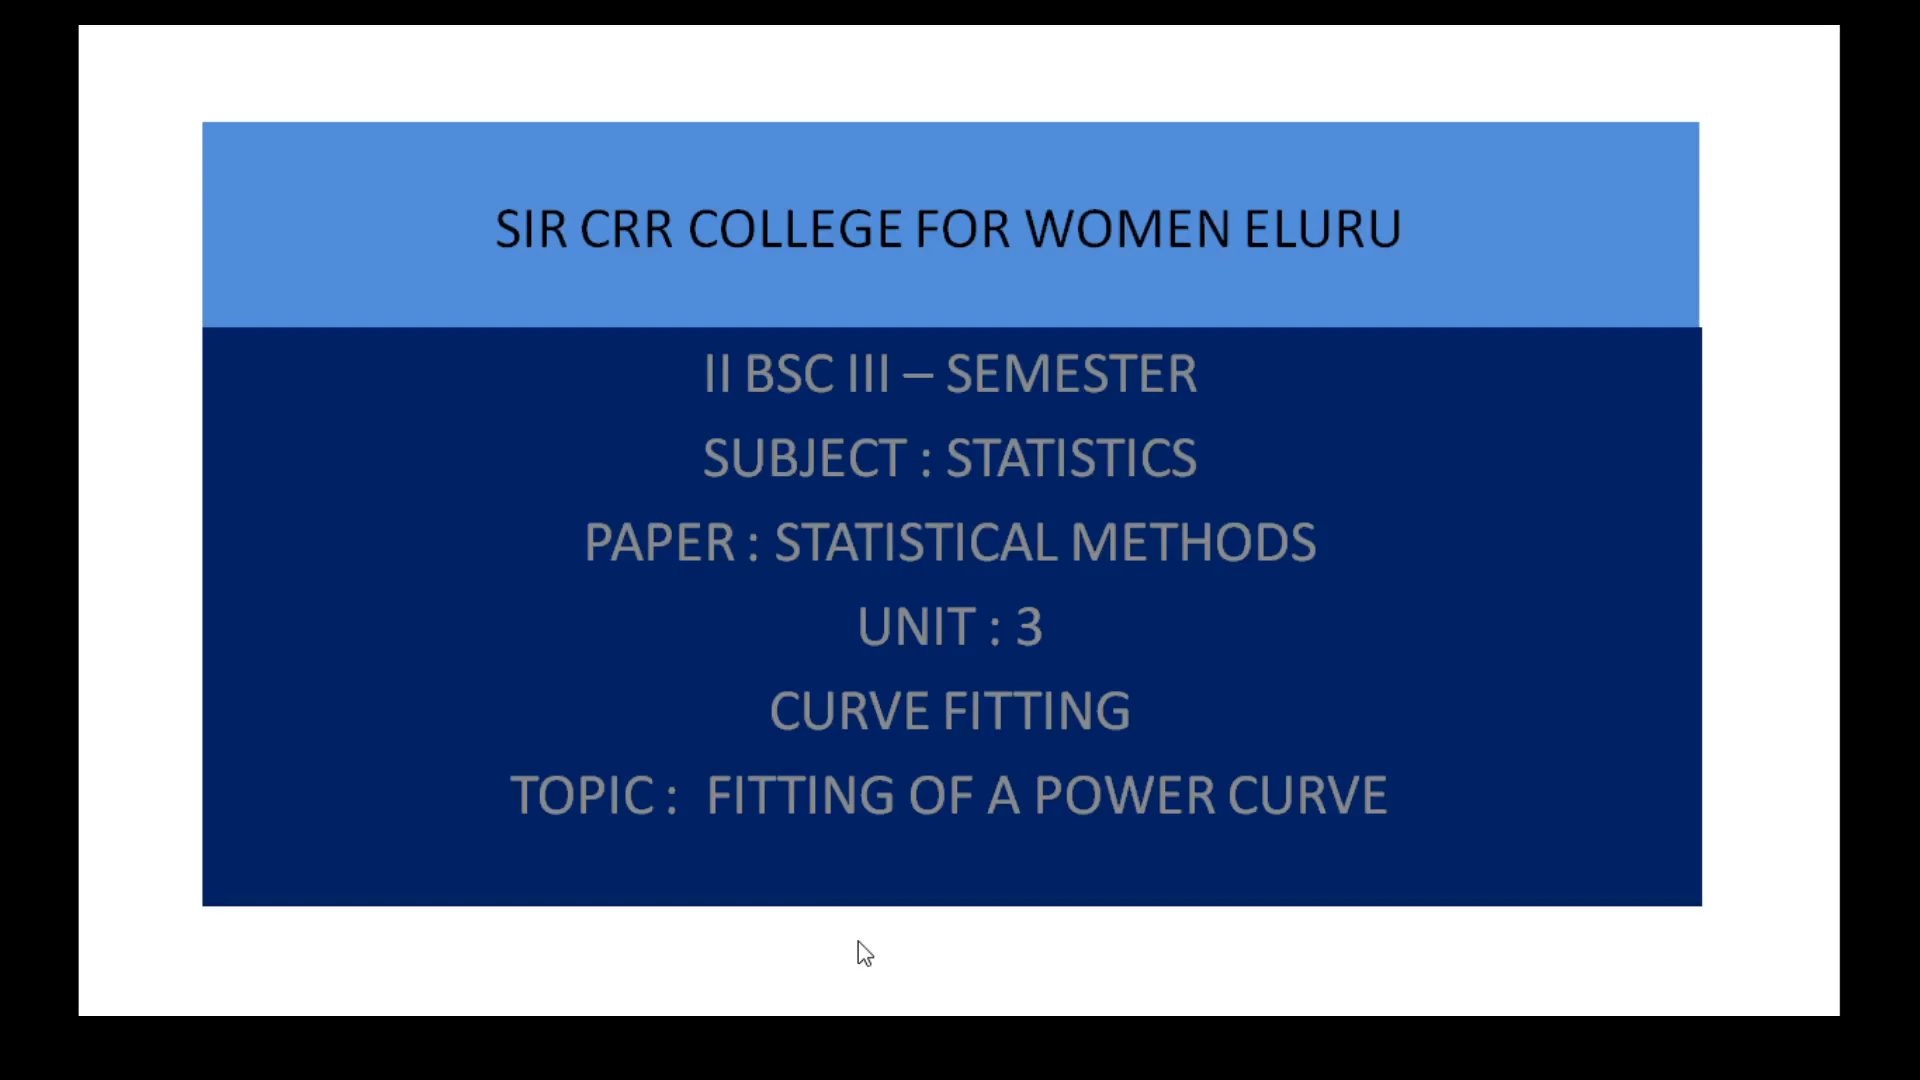 SIR CRR COLLEGE FOR WOMEN ELURU
II BSC III – SEMESTER
SUBJECT : STATISTICS
PAPER : STATISTICAL METHODS
UNIT : 3
CURVE FITTING
TOPIC :  FITTING OF A POWER CURVE